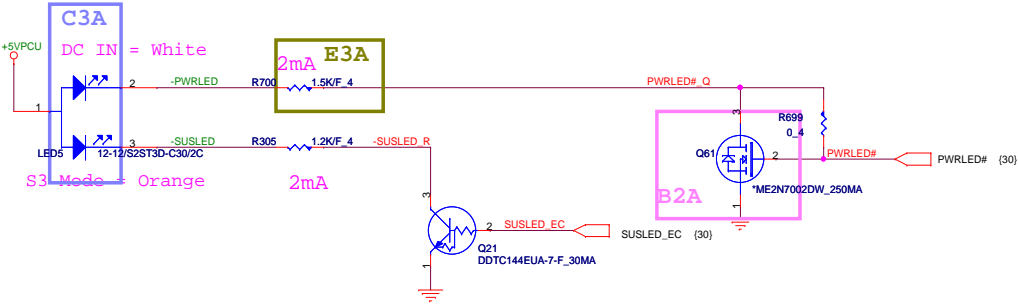 C3A
+5VPCU
DC IN = White
2mA
E3A
2
-PWRLED
R700
1.5K/F_4
PWRLED#_Q
1
3
R699
0_4
3
-SUSLED
R305
1.2K/F_4
-SUSLED_R
Q61
2
PWRLED#
PWRLED# {30}
LED5
12-12/S2ST3D-C30/2C
S3 Mode = Orange
2mA
*ME2N7002DW_250MA
B2A
1
3
2
SUSLED_EC
SUSLED_EC {30}
Q21
DDTC144EUA-7-F_30MA
1